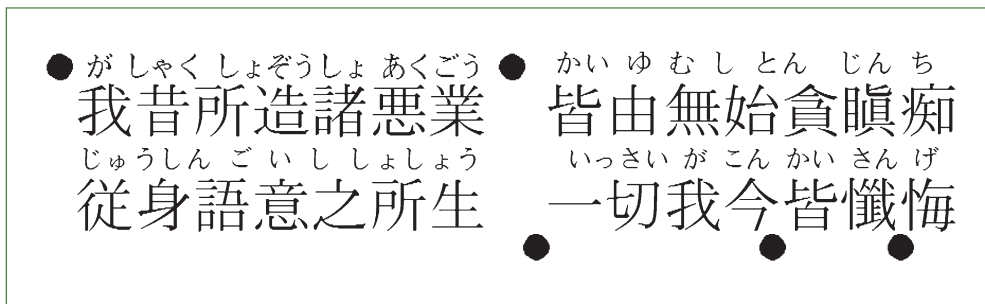 がしゃくしょぞうしょあくごう かいゆむしとんじんち
我昔所造諸悪業 皆由無始貪瞋痴
じゅうしんごいししょしょう いっさいがこんかいさんげ
従身語意之所生 一切我今皆懺悔